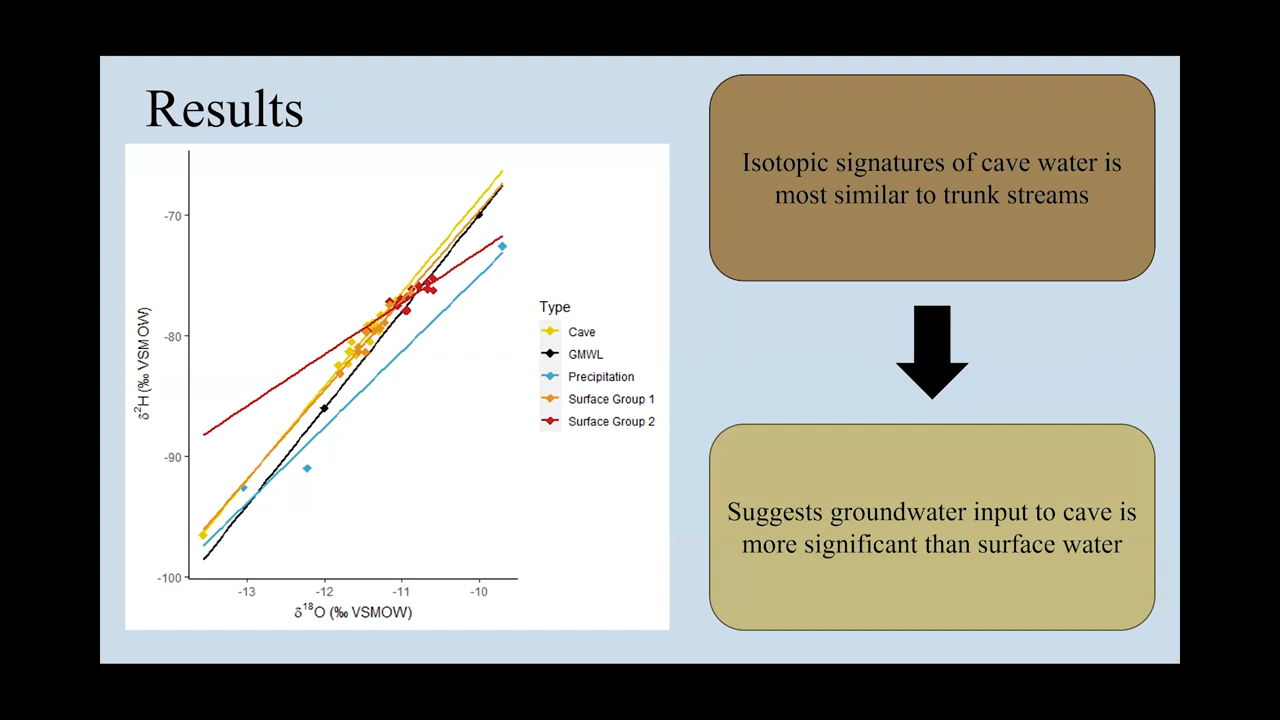 Results
Isotopic signatures of cave water is
most similar to trunk streams
Suggests groundwater input to cave is
more significant than surface water
δ²H (‰ VSMOW)
-70
-80
-90
-100
-13
-12
-11
-10
δ¹⁸O (‰ VSMOW)
Type
Cave
GMWL
Precipitation
Surface Group 1
Surface Group 2